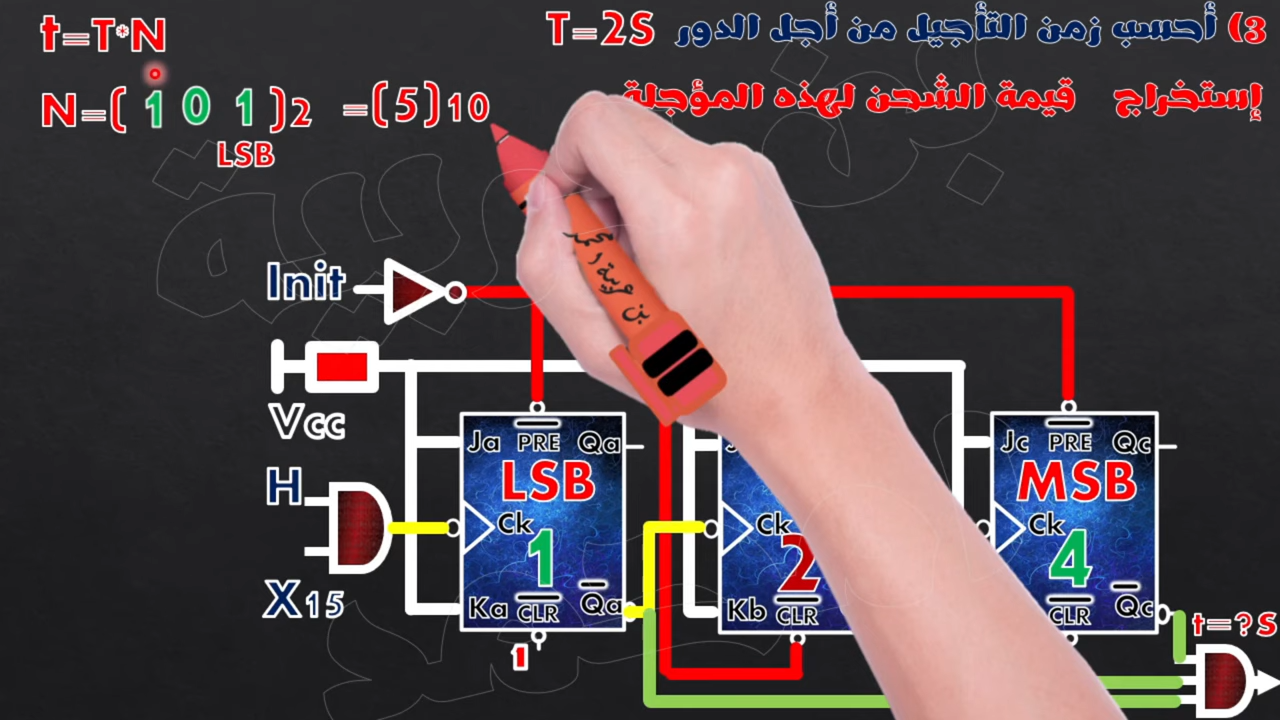 t=T*N
T=2S
3) أحسب زمن التأجيل من أجل الدور
N=( 1 0 1 )2 =(5)10
إستخراج قيمة الشحن لهذه المؤجلة
LSB
Init
Vcc
H
X15
Ja PRE Qa
LSB
Ck
1
Ka CLR Qa
1
Ck
2
Kb CLR
Jc PRE Qc
MSB
Ck
4
CLR Qc
t=?S